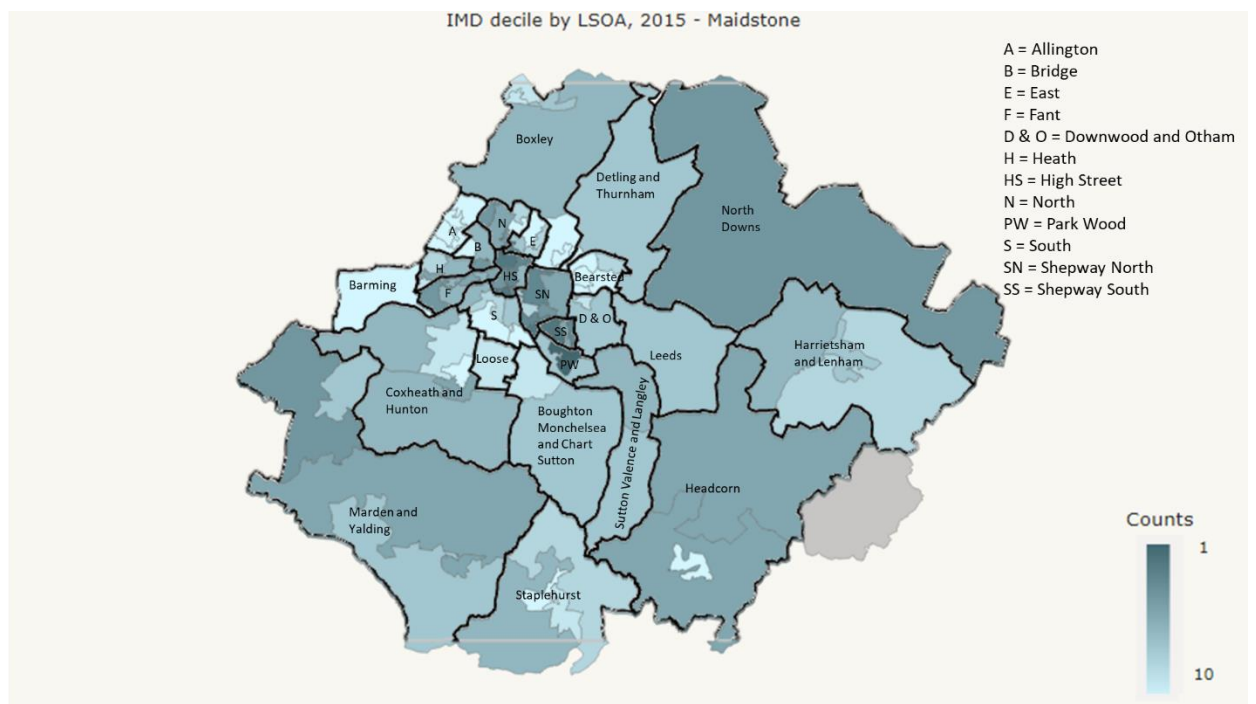 IMD decile by LSOA, 2015 - Maidstone
A = Allington
B = Bridge
E = East
F = Fant
D & O = Downwood and Otham
H = Heath
HS = High Street
N = North
PW = Park Wood
S = South
SN = Shepway North
SS = Shepway South
Boxley
Detling and
Thurnham
North
Downs
A
N
E
B
H
HS
Bearsted
Barming
F
SN
S
D & O
SS
Loose
PW
Leeds
Harrietsham
and Lenham
Coxheath and
Hunton
Boughton
Monchelsea
and Chart
Sutton
Sutton Valence and Langley
Headcorn
Marden and
Yalding
Staplehurst
Counts
1
10